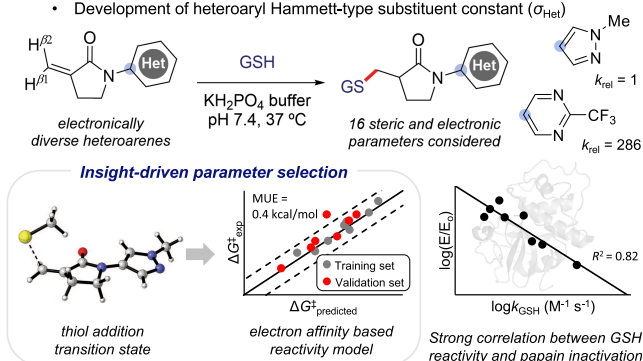 • Development of heteroaryl Hammett-type substituent constant (σHet)
Hβ2
Hβ1
O
N
Het
electronically
diverse heteroarenes
GSH
KH2PO4 buffer
pH 7.4, 37 ºC
GS
O
N
Het
16 steric and electronic
parameters considered
Me
N
N
krel = 1
N
N
CF3
krel = 286
Insight-driven parameter selection
thiol addition
transition state
MUE =
0.4 kcal/mol
ΔG‡exp
Training set
Validation set
ΔG‡predicted
electron affinity based
reactivity model
log(E/Eo)
R2 = 0.82
logkGSH (M-1 s-1)
Strong correlation between GSH
reactivity and papain inactivation